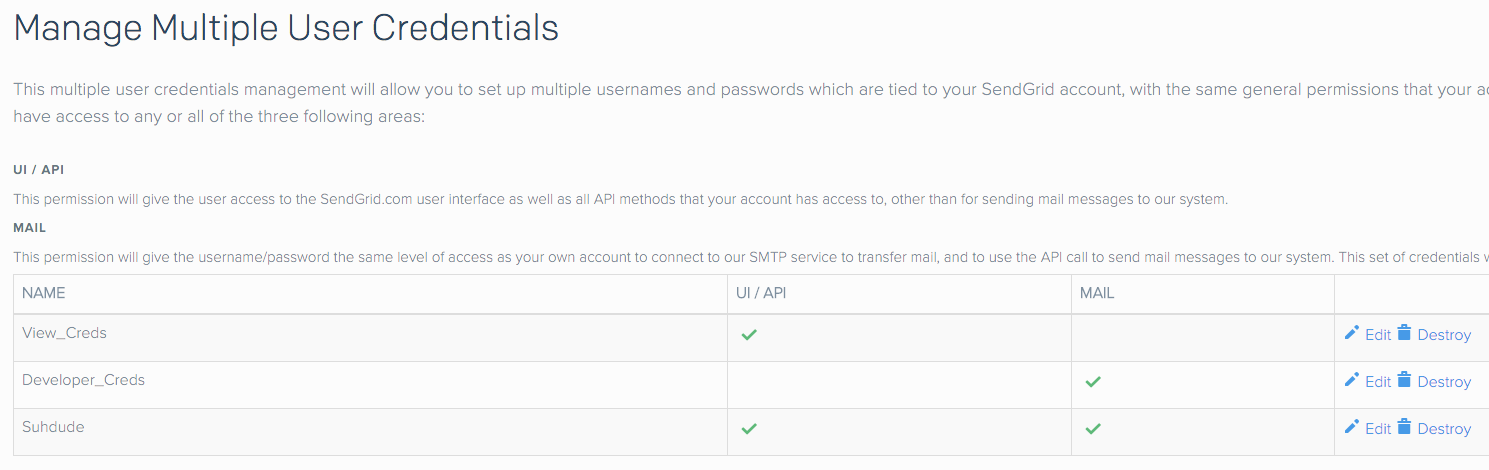 Manage Multiple User Credentials
This multiple user credentials management will allow you to set up multiple usernames and passwords which are tied to your SendGrid account, with the same general permissions that your
have access to any or all of the three following areas:
UI / API
This permission will give the user access to the SendGrid.com user interface as well as all API methods that your account has access to, other than for sending mail messages to our system.
MAIL
This permission will give the username/password the same level of access as your own account to connect to our SMTP service to transfer mail, and to use the API call to send mail messages to our system. This set of credentials
NAME UI / API MAIL
View_Creds Edit Destroy
Developer_Creds Edit Destroy
Suhdude Edit Destroy